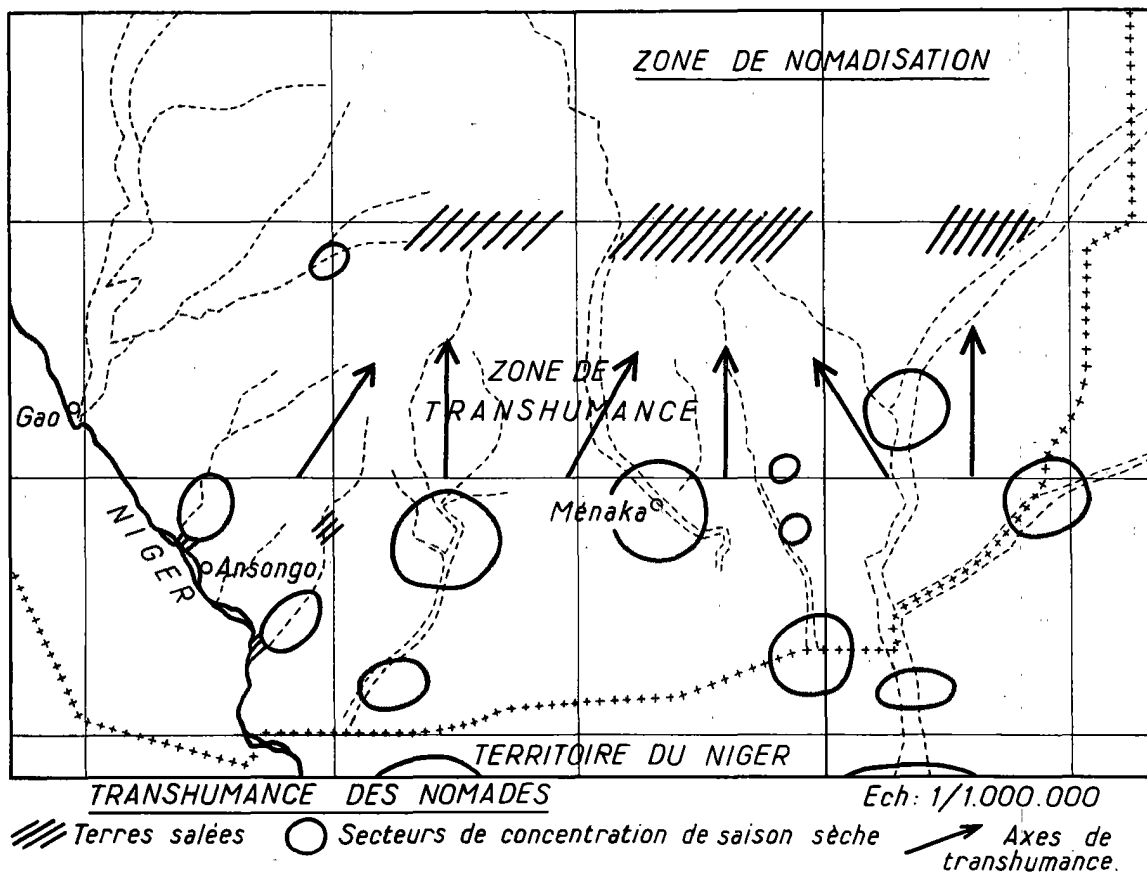 ZONE DE NOMADISATION
ZONE DE
TRANSHUMANCE
Gao
Ménaka
NIGER
Ansongo
TERRITOIRE DU NIGER
TRANSHUMANCE DES NOMADES
Ech: 1/1.000.000
Terres salées
Secteurs de concentration de saison sèche
Axes de
transhumance.